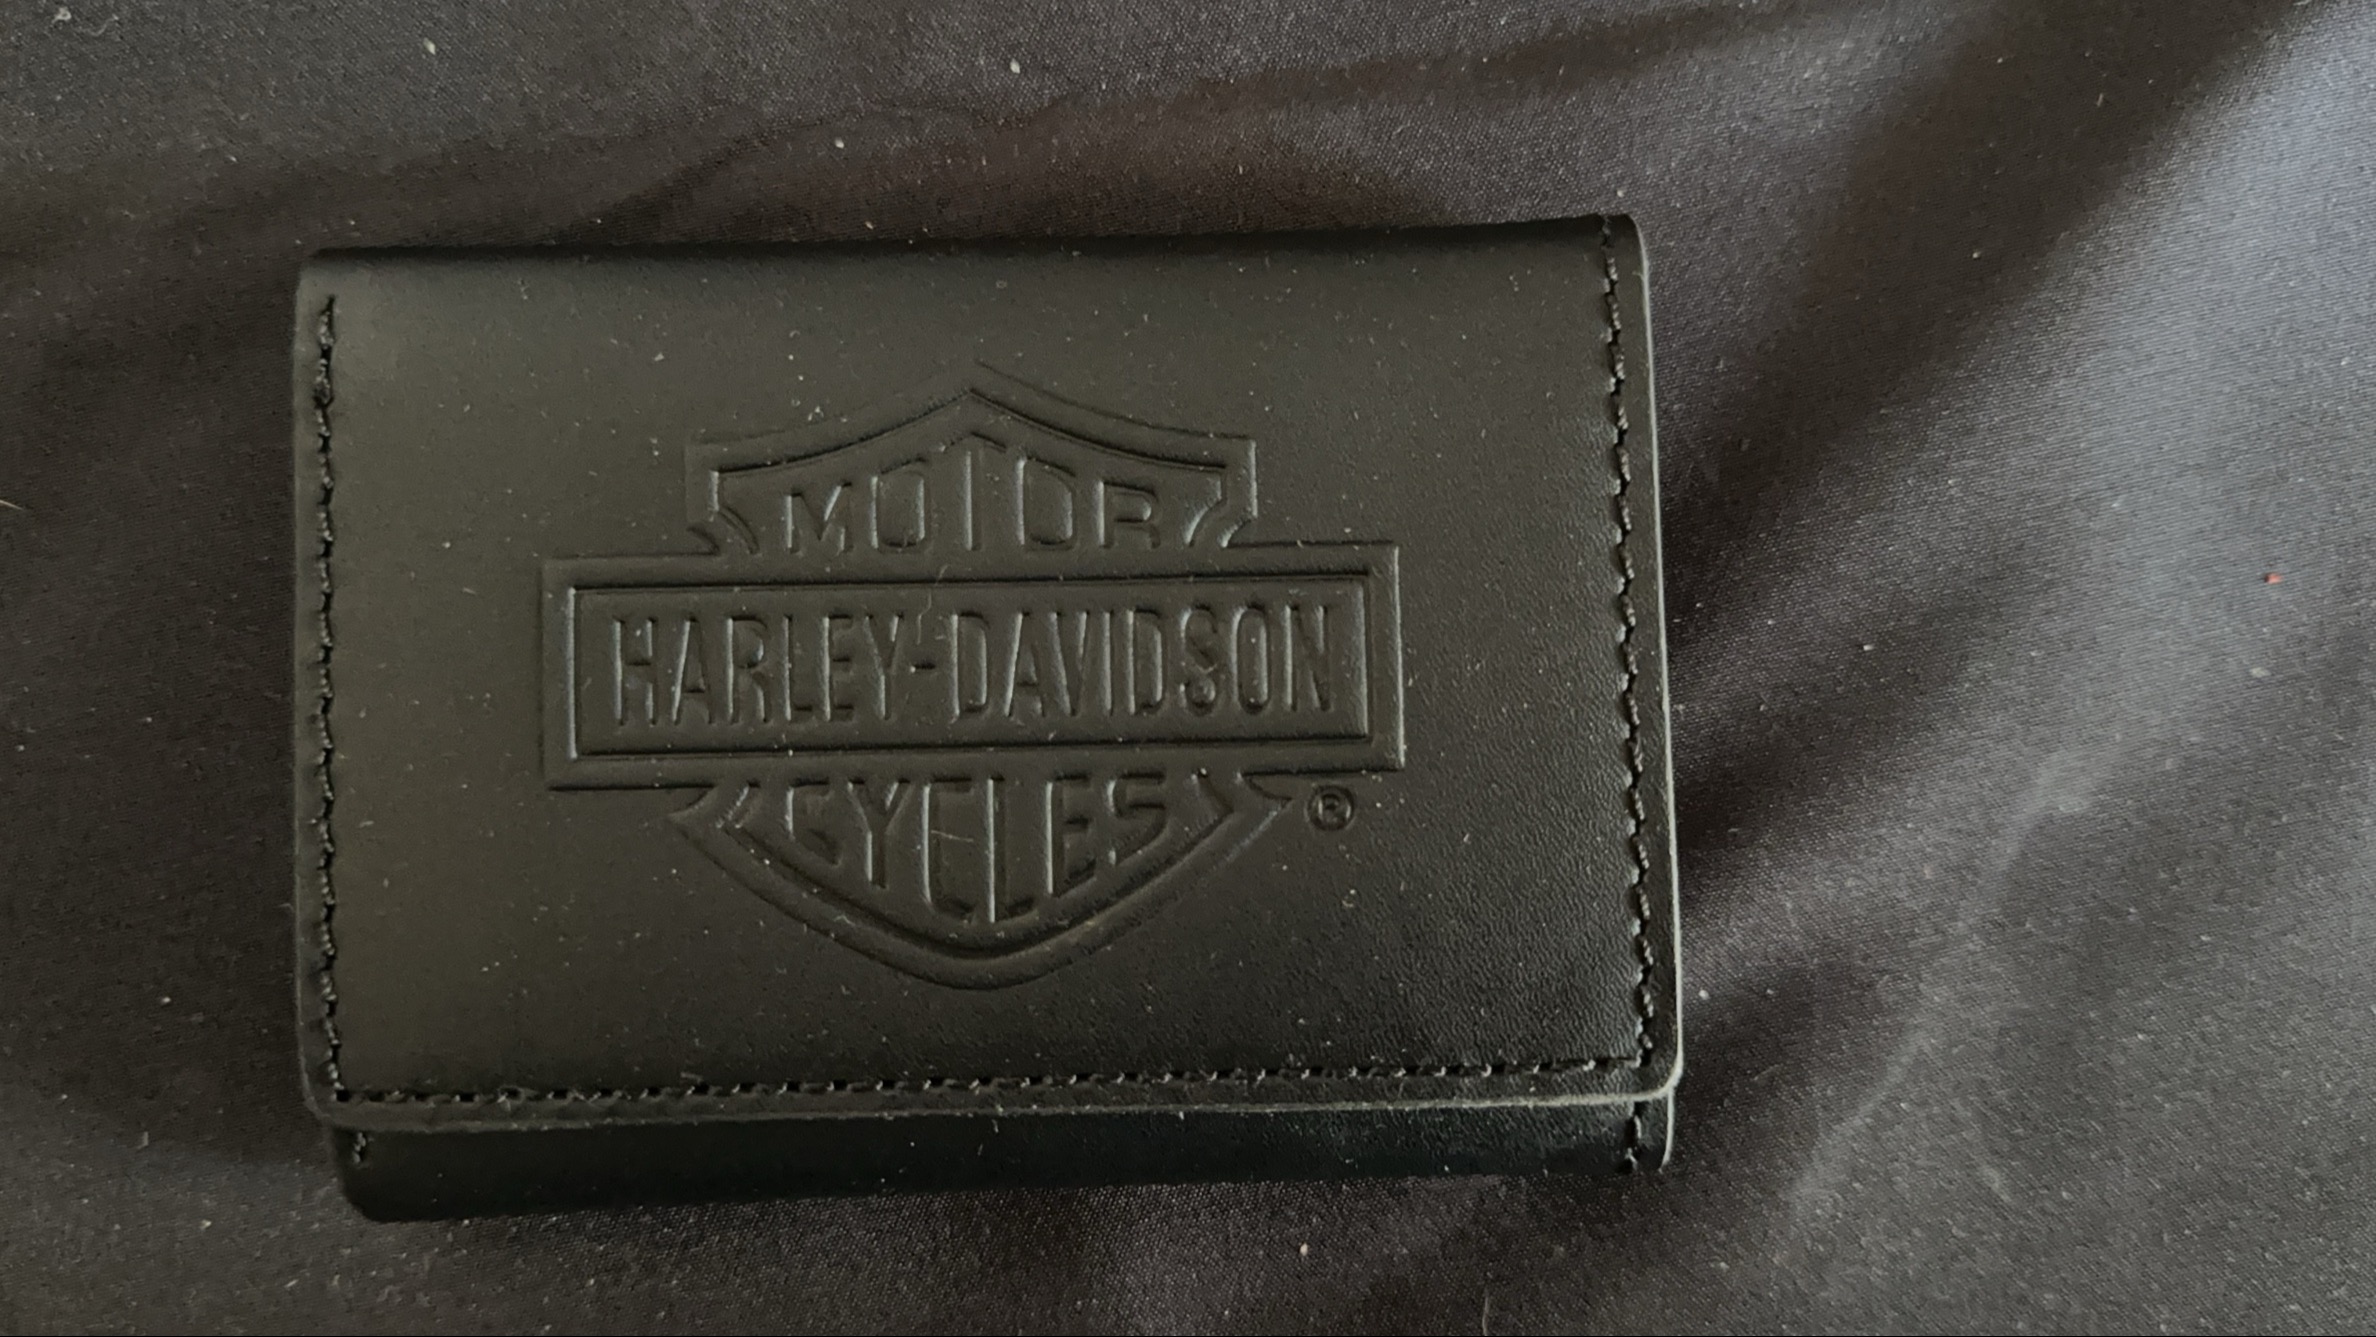 MOTOR
HARLEY-DAVIDSON
CYCLES
®